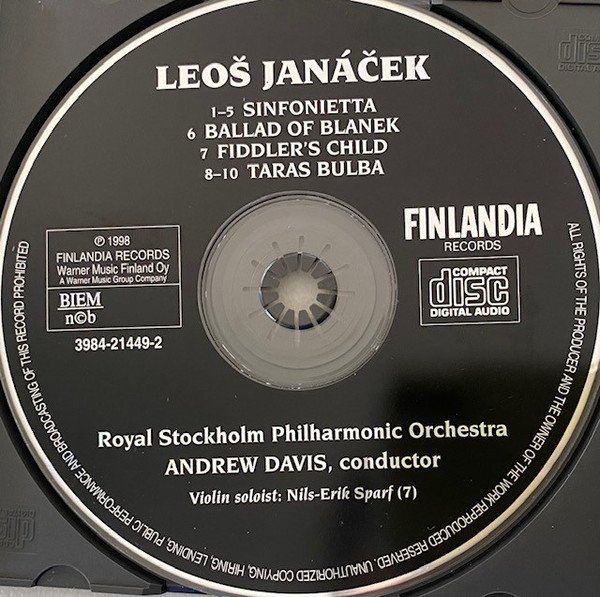 LEOŠ JANÁČEK
1–5 SINFONIETTA
6 BALLAD OF BLANEK
7 FIDDLER'S CHILD
8–10 TARAS BULBA
℗ 1998
FINLANDIA RECORDS
Warner Music Finland Oy
A Warner Music Group Company
BIEM
n©b
3984-21449-2
FINLANDIA
RECORDS
COMPACT
disc
DIGITAL AUDIO
Royal Stockholm Philharmonic Orchestra
ANDREW DAVIS, conductor
Violin soloist: Nils-Erik Sparf (7)
ALL RIGHTS OF THE PRODUCER AND THE OWNER OF THE WORK REPRODUCED RESERVED. UNAUTHORIZED COPYING, HIRING, LENDING, PUBLIC PERFORMANCE AND BROADCASTING OF THIS RECORD PROHIBITED
disc
DIGITAL AUDIO